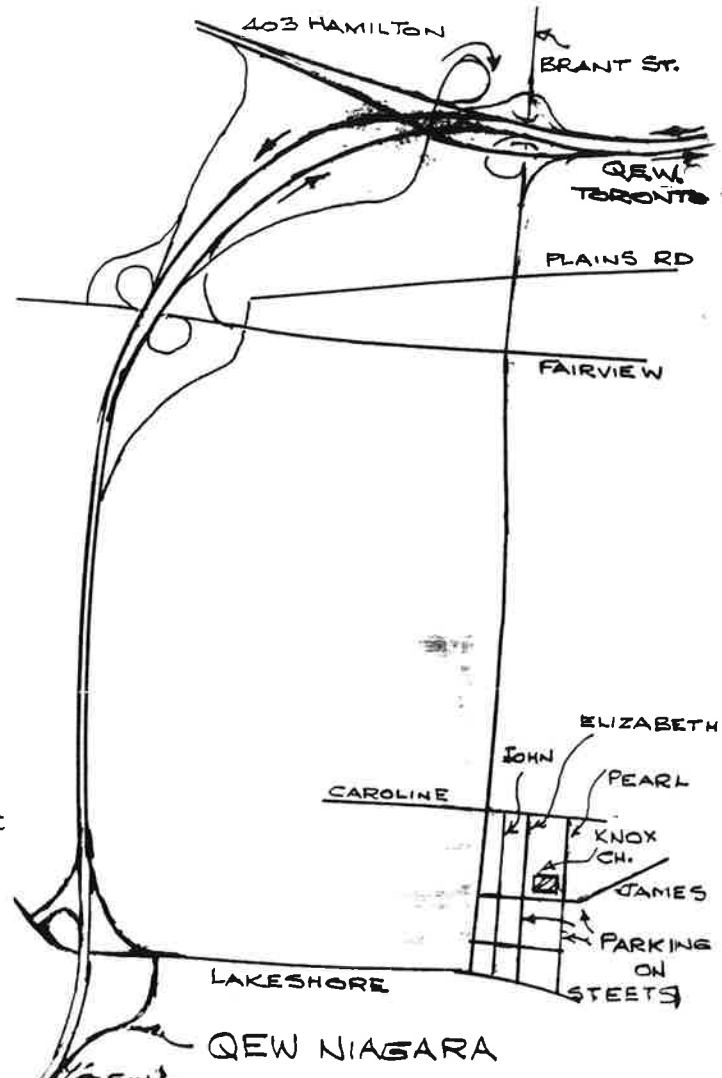 403 HAMILTON
BRANT ST.
Q.E.W.
TORONTO
PLAINS RD
FAIRVIEW
ELIZABETH
JOHN
PEARL
CAROLINE
KNOX
CH.
JAMES
PARKING
ON
STEETS
LAKESHORE
QEW NIAGARA